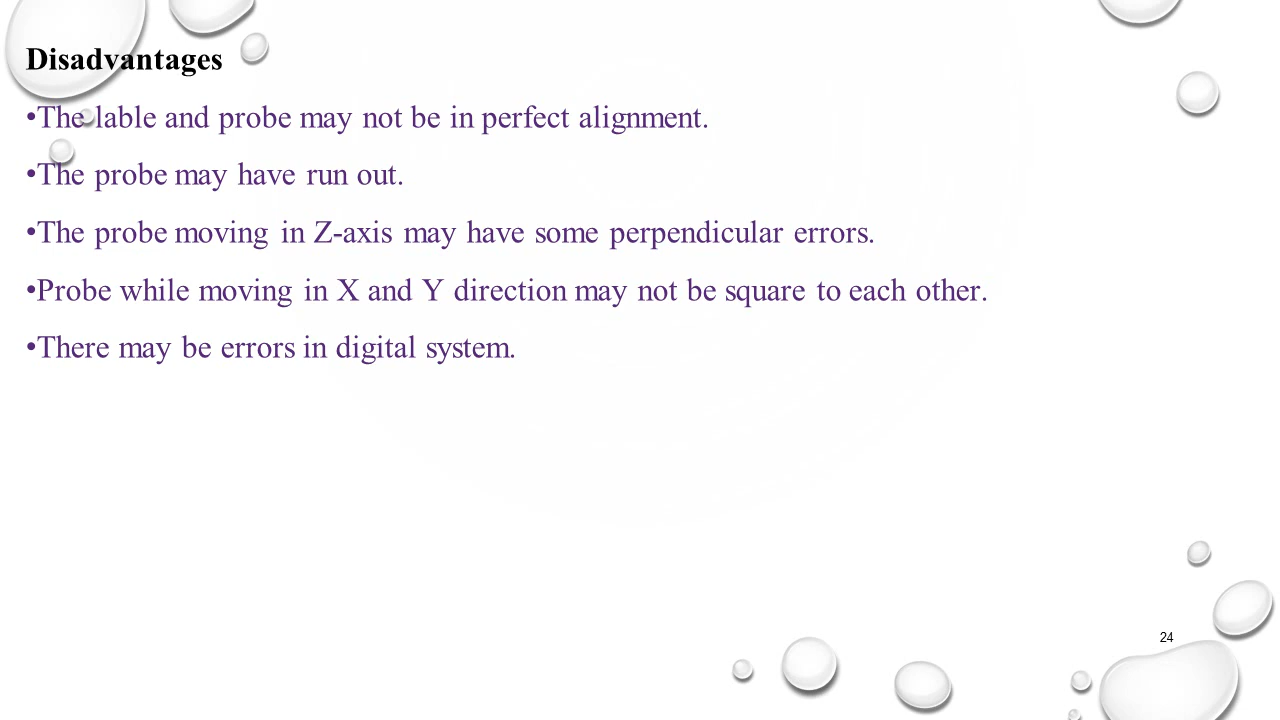 Disadvantages
•The lable and probe may not be in perfect alignment.
•The probe may have run out.
•The probe moving in Z-axis may have some perpendicular errors.
•Probe while moving in X and Y direction may not be square to each other.
•There may be errors in digital system.
24